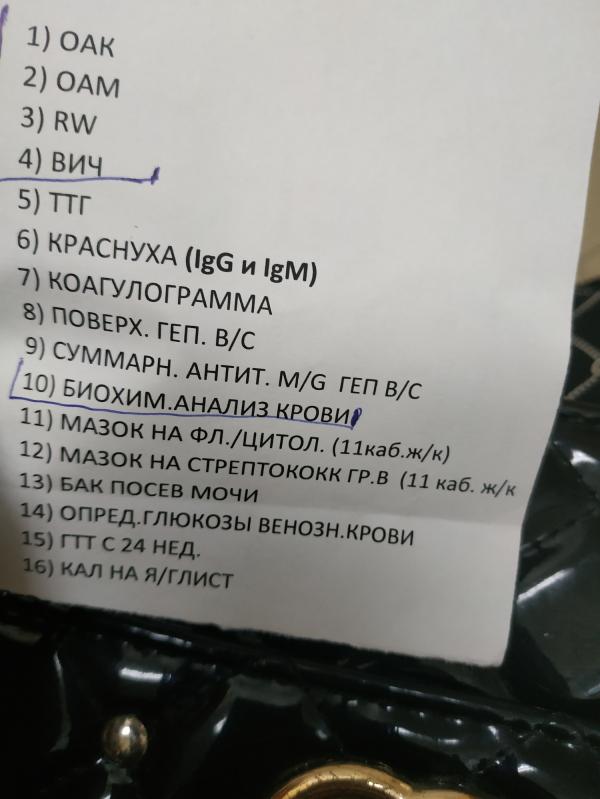 1) ОАК
2) ОАМ
3) RW
4) ВИЧ
5) ТТГ
6) КРАСНУХА (IgG и IgM)
7) КОАГУЛОГРАММА
8) ПОВЕРХ. ГЕП. В/С
9) СУММАРН. АНТИТ. M/G ГЕП В/С
10) БИОХИМ.АНАЛИЗ КРОВИ
11) МАЗОК НА ФЛ./ЦИТОЛ. (11каб.ж/к)
12) МАЗОК НА СТРЕПТОКОКК ГР.В (11 каб. ж/к
13) БАК ПОСЕВ МОЧИ
14) ОПРЕД.ГЛЮКОЗЫ ВЕНОЗН.КРОВИ
15) ГТТ С 24 НЕД.
16) КАЛ НА Я/ГЛИСТ